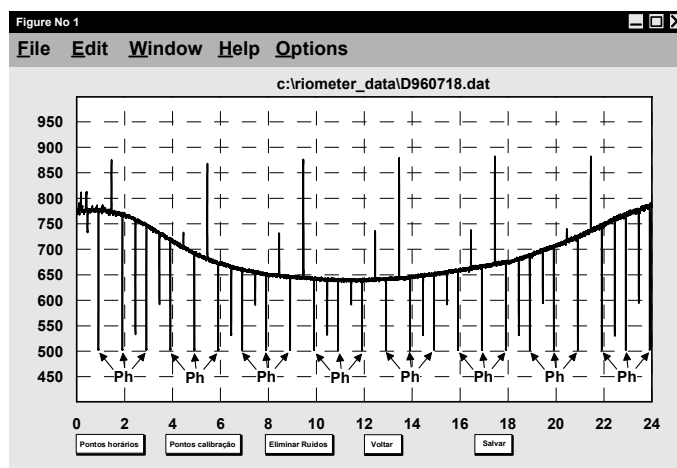 Figure No 1
File Edit Window Help Options
c:\riometer_data\D960718.dat
950
900
850
800
750
700
650
600
550
500
450
Ph Ph Ph Ph Ph Ph Ph Ph
0 2 4 6 8 10 12 14 16 18 20 22 24
Pontos horários Pontos calibração Eliminar Ruídos Voltar Salvar